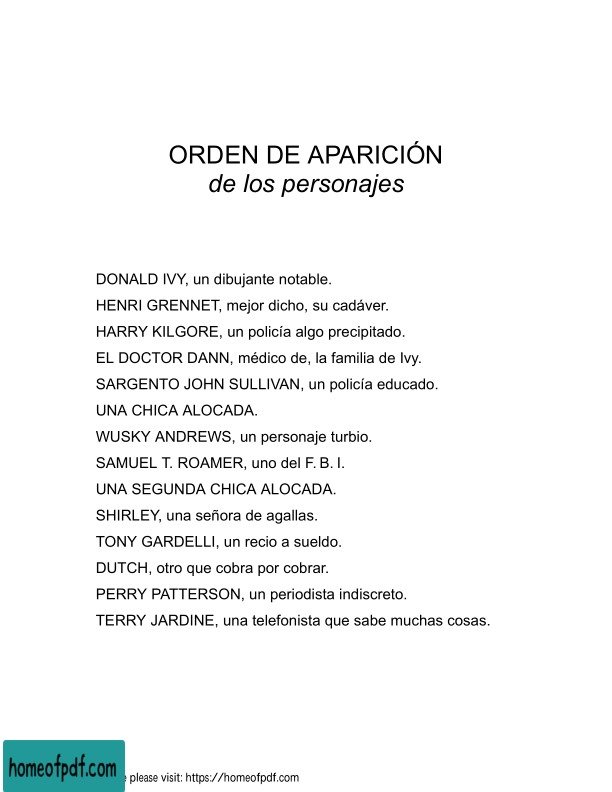 ORDEN DE APARICIÓN
de los personajes
DONALD IVY, un dibujante notable.
HENRI GRENNET, mejor dicho, su cadáver.
HARRY KILGORE, un policía algo precipitado.
EL DOCTOR DANN, médico de, la familia de Ivy.
SARGENTO JOHN SULLIVAN, un policía educado.
UNA CHICA ALOCADA.
WUSKY ANDREWS, un personaje turbio.
SAMUEL T. ROAMER, uno del F. B. I.
UNA SEGUNDA CHICA ALOCADA.
SHIRLEY, una señora de agallas.
TONY GARDELLI, un recio a sueldo.
DUTCH, otro que cobra por cobrar.
PERRY PATTERSON, un periodista indiscreto.
TERRY JARDINE, una telefonista que sabe muchas cosas.
homeofpdf.com please visit: https://homeofpdf.com